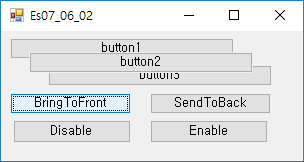 Es07_06_02
button1
button2
button3
BringToFront
SendToBack
Disable
Enable